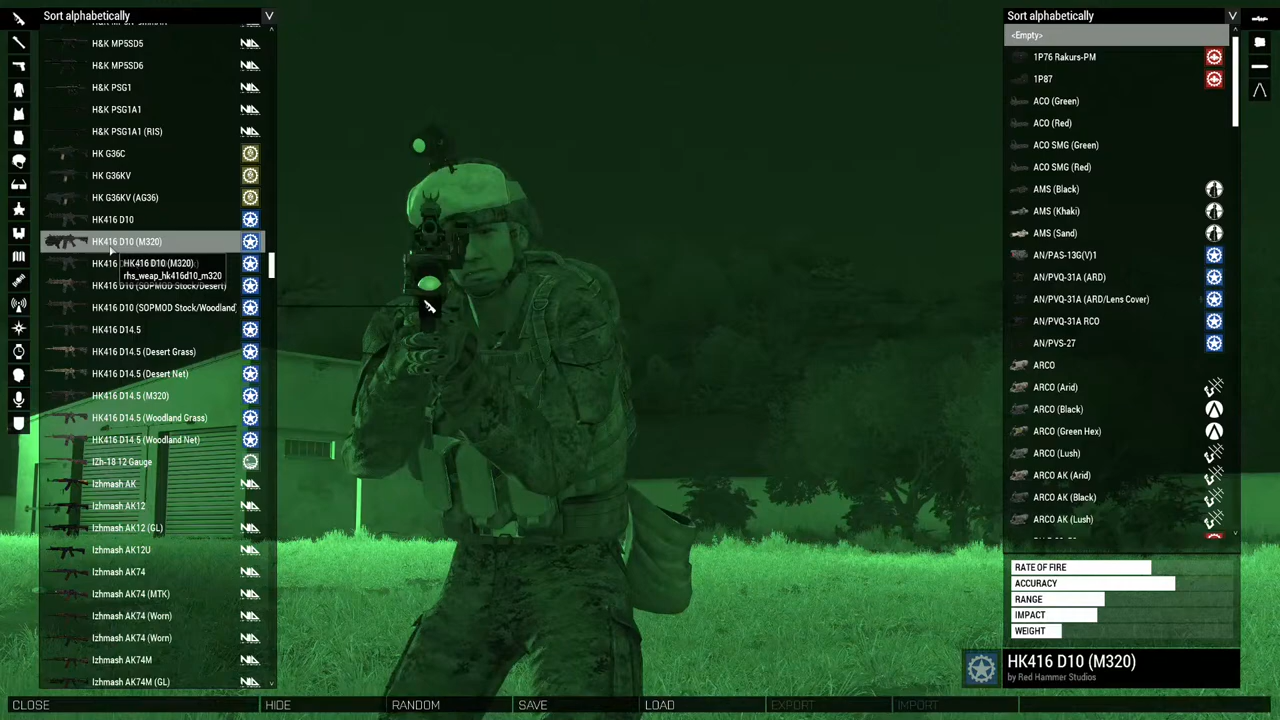 Sort alphabetically
H&K MP5SD5
H&K MP5SD6
H&K PSG1
H&K PSG1A1
H&K PSG1A1 (RIS)
HK G36C
HK G36KV
HK G36KV (AG36)
HK416 D10
HK416 D10 (M320)
HK416
HK416 D10 (M320)
rhs_weap_hk416d10_m320
HK416 D10 (SOPMOD Stock/Desert)
HK416 D10 (SOPMOD Stock/Woodland
HK416 D14.5
HK416 D14.5 (Desert Grass)
HK416 D14.5 (Desert Net)
HK416 D14.5 (M320)
HK416 D14.5 (Woodland Grass)
HK416 D14.5 (Woodland Net)
IZh-18 12 Gauge
Izhmash AK
Izhmash AK12
Izhmash AK12 (GL)
Izhmash AK12U
Izhmash AK74
Izhmash AK74 (MTK)
Izhmash AK74 (Worn)
Izhmash AK74 (Worn)
Izhmash AK74M
Izhmash AK74M (GL)
Sort alphabetically
<Empty>
1P76 Rakurs-PM
1P87
ACO (Green)
ACO (Red)
ACO SMG (Green)
ACO SMG (Red)
AMS (Black)
AMS (Khaki)
AMS (Sand)
AN/PAS-13G(V)1
AN/PVQ-31A (ARD)
AN/PVQ-31A (ARD/Lens Cover)
AN/PVQ-31A RCO
AN/PVS-27
ARCO
ARCO (Arid)
ARCO (Black)
ARCO (Green Hex)
ARCO (Lush)
ARCO AK (Arid)
ARCO AK (Black)
ARCO AK (Lush)
RATE OF FIRE
ACCURACY
RANGE
IMPACT
WEIGHT
HK416 D10 (M320)
by Red Hammer Studios
CLOSE
HIDE
RANDOM
SAVE
LOAD
EXPORT
IMPORT